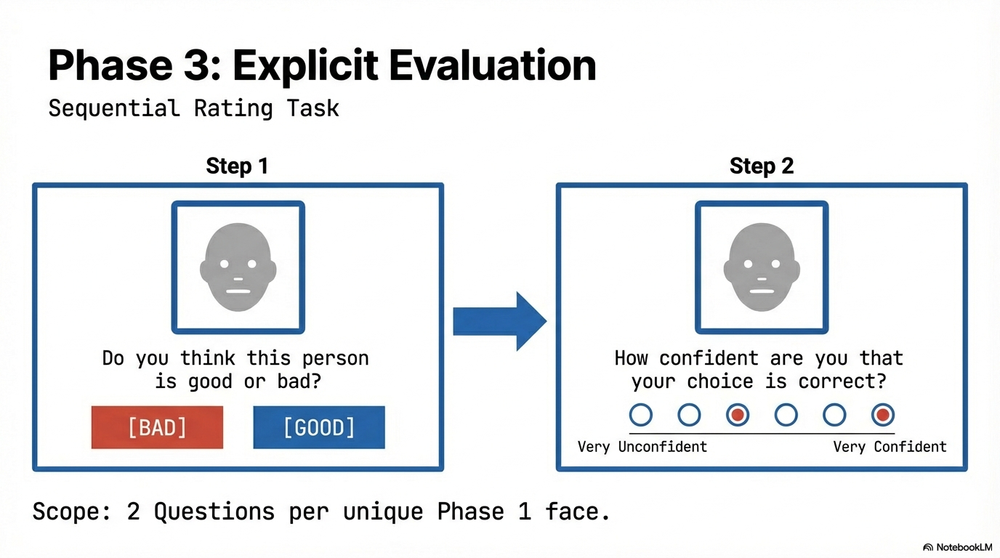 Phase 3: Explicit Evaluation
Sequential Rating Task
Step 1
Do you think this person
is good or bad?
[BAD]
[GOOD]
Step 2
How confident are you that
your choice is correct?
Very Unconfident
Very Confident
Scope: 2 Questions per unique Phase 1 face.
NotebookLM